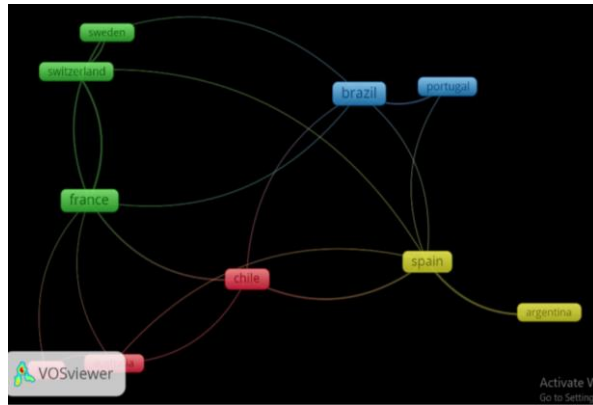 sweden
switzerland
brazil
portugal
france
spain
chile
argentina
VOSviewer
Activate
Go to Setting